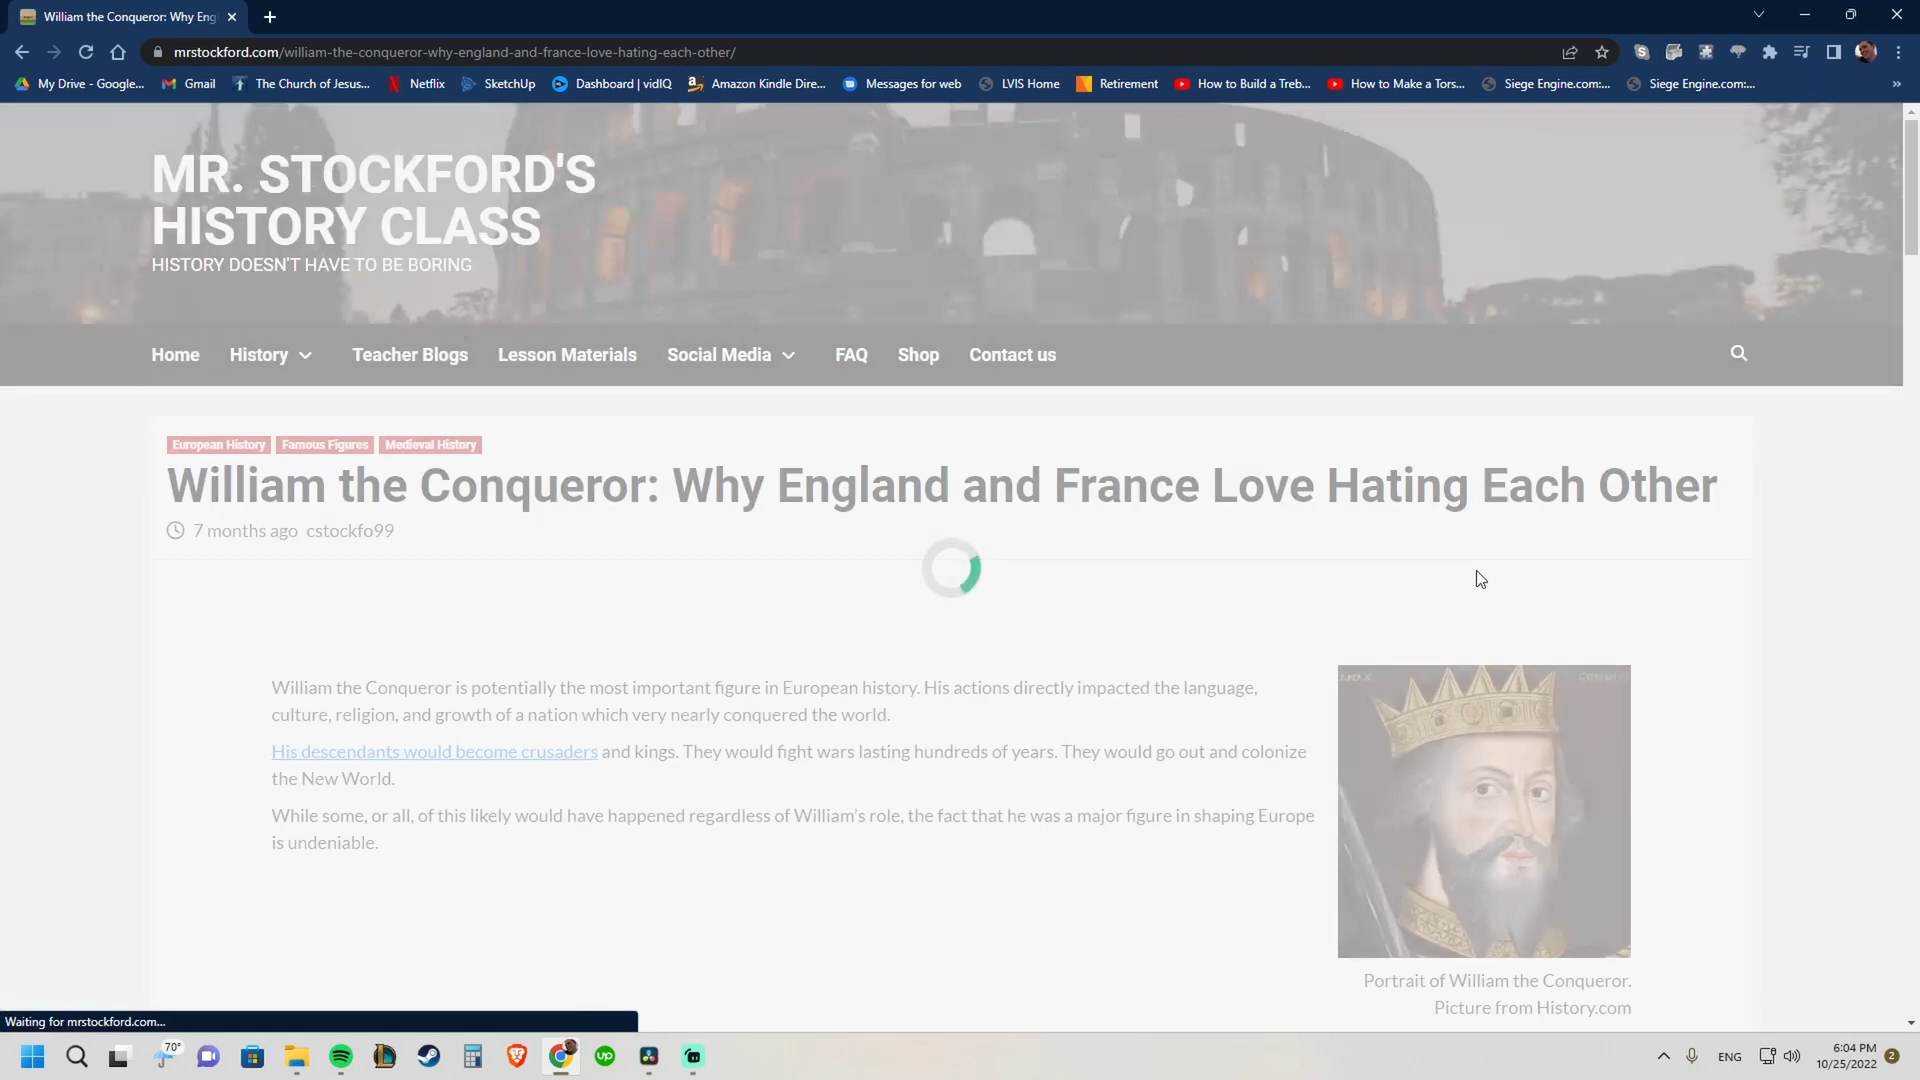 William the Conqueror: Why Eng
mrstockford.com/william-the-conqueror-why-england-and-france-love-hating-each-other/
My Drive - Google... Gmail The Church of Jesus... Netflix SketchUp Dashboard | vidIQ Amazon Kindle Dire... Messages for web LVIS Home Retirement How to Build a Treb... How to Make a Tors... Siege Engine.com:... Siege Engine.com:... »
MR. STOCKFORD'S
HISTORY CLASS
HISTORY DOESN'T HAVE TO BE BORING
Home History Teacher Blogs Lesson Materials Social Media FAQ Shop Contact us
European History Famous Figures Medieval History
William the Conqueror: Why England and France Love Hating Each Other
7 months ago cstockfo99
William the Conqueror is potentially the most important figure in European history. His actions directly impacted the language,
culture, religion, and growth of a nation which very nearly conquered the world.
His descendants would become crusaders and kings. They would fight wars lasting hundreds of years. They would go out and colonize
the New World.
While some, or all, of this likely would have happened regardless of William's role, the fact that he was a major figure in shaping Europe
is undeniable.
Portrait of William the Conqueror.
Picture from History.com
Waiting for mrstockford.com...
70°
up
ENG
6:04 PM
10/25/2022
2